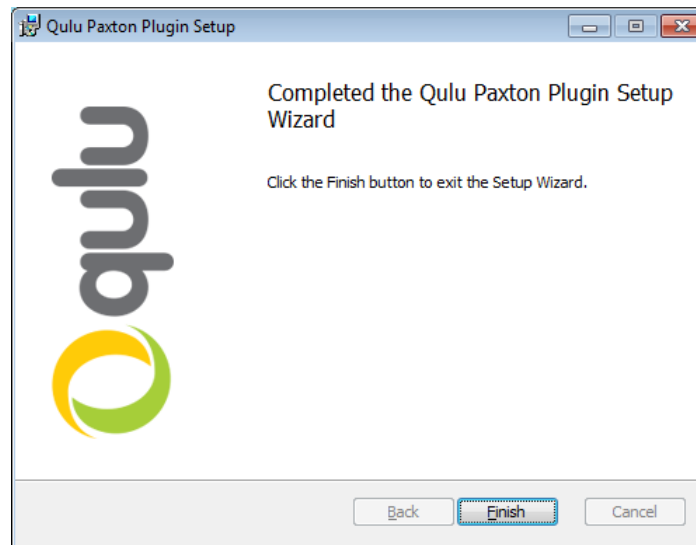 Qulu Paxton Plugin Setup
Completed the Qulu Paxton Plugin Setup
Wizard
Click the Finish button to exit the Setup Wizard.
qulu
Back
Finish
Cancel